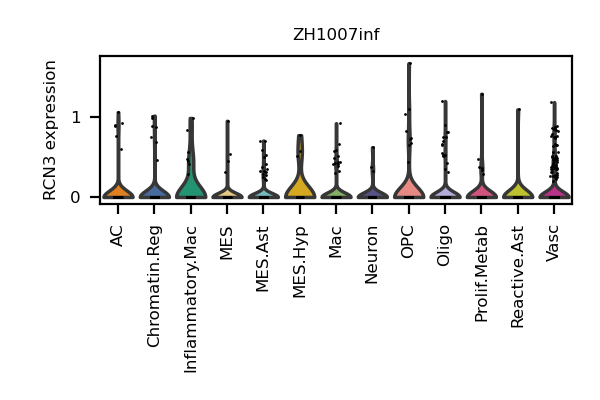 ZH1007inf
RCN3 expression
1
0
AC
Chromatin.Reg
Inflammatory.Mac
MES
MES.Ast
MES.Hyp
Mac
Neuron
OPC
Oligo
Prolif.Metab
Reactive.Ast
Vasc